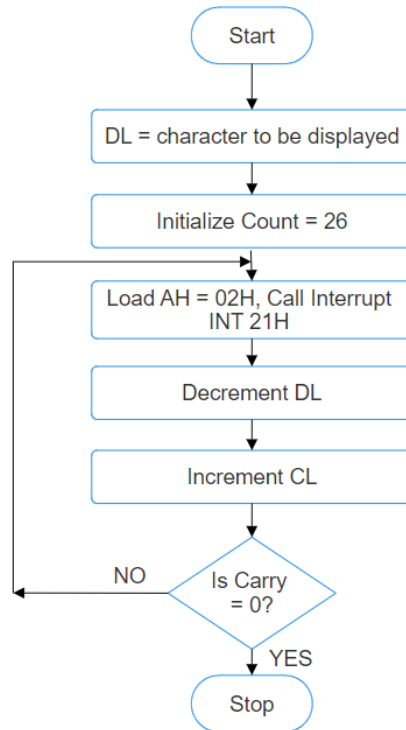 Start
DL = character to be displayed
Initialize Count = 26
Load AH = 02H, Call Interrupt
INT 21H
Decrement DL
Increment CL
NO
Is Carry
= 0?
YES
Stop